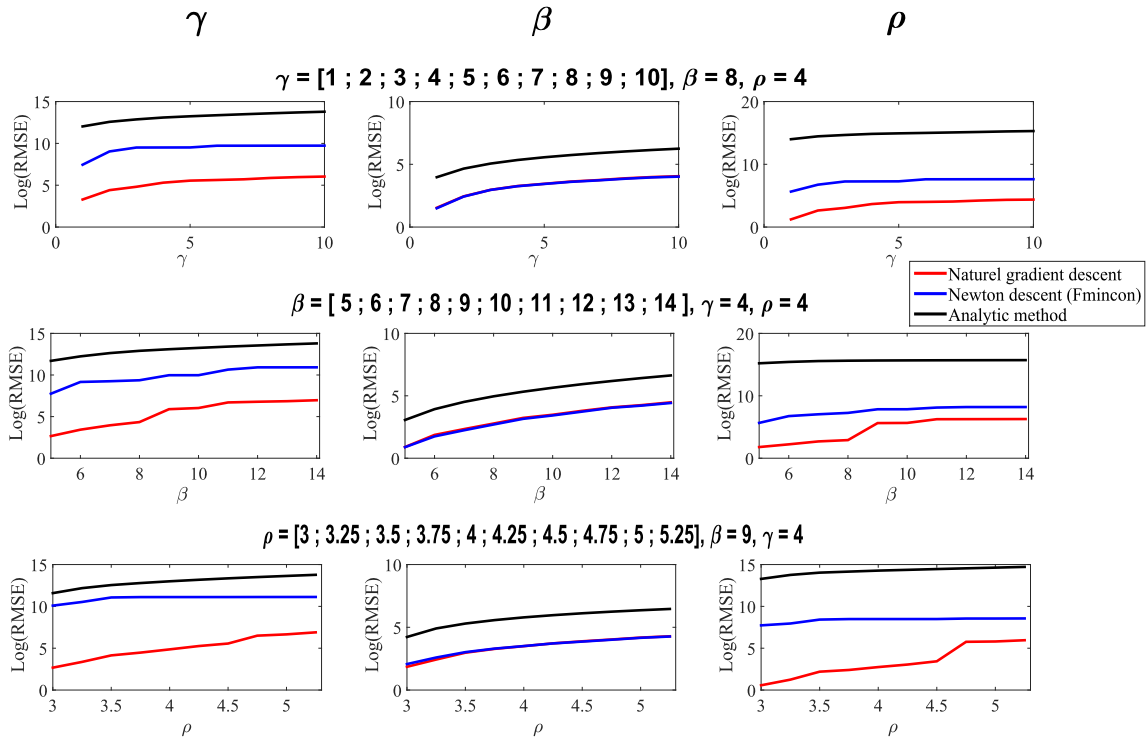 γ β ρ
γ = [1 ; 2 ; 3 ; 4 ; 5 ; 6 ; 7 ; 8 ; 9 ; 10], β = 8, ρ = 4
15
10
5
0
Log(RMSE)
0 5 10
γ
10
5
0
Log(RMSE)
0 5 10
γ
20
10
0
Log(RMSE)
0 5 10
γ
Naturel gradient descent
Newton descent (Fmincon)
Analytic method
β = [ 5 ; 6 ; 7 ; 8 ; 9 ; 10 ; 11 ; 12 ; 13 ; 14 ], γ = 4, ρ = 4
15
10
5
0
Log(RMSE)
6 8 10 12 14
β
10
5
0
Log(RMSE)
6 8 10 12 14
β
20
10
0
Log(RMSE)
6 8 10 12 14
β
ρ = [3 ; 3.25 ; 3.5 ; 3.75 ; 4 ; 4.25 ; 4.5 ; 4.75 ; 5 ; 5.25], β = 9, γ = 4
15
10
5
0
Log(RMSE)
3 3.5 4 4.5 5
ρ
10
5
0
Log(RMSE)
3 3.5 4 4.5 5
ρ
15
10
5
0
Log(RMSE)
3 3.5 4 4.5 5
ρ